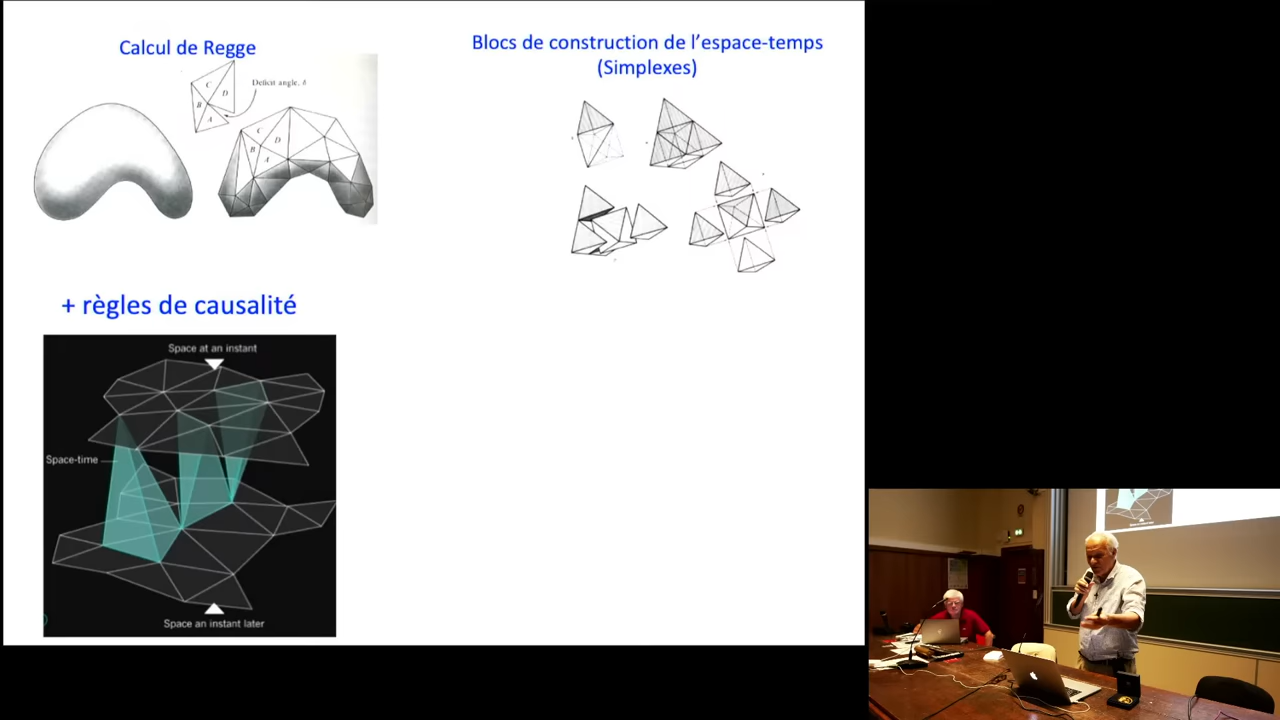 Calcul de Regge
Blocs de construction de l’espace-temps
(Simplexes)
C
D
B
A
Deficit angle, δ
C
B
D
A
+ règles de causalité
Space at an instant
Space-time
Space an instant later